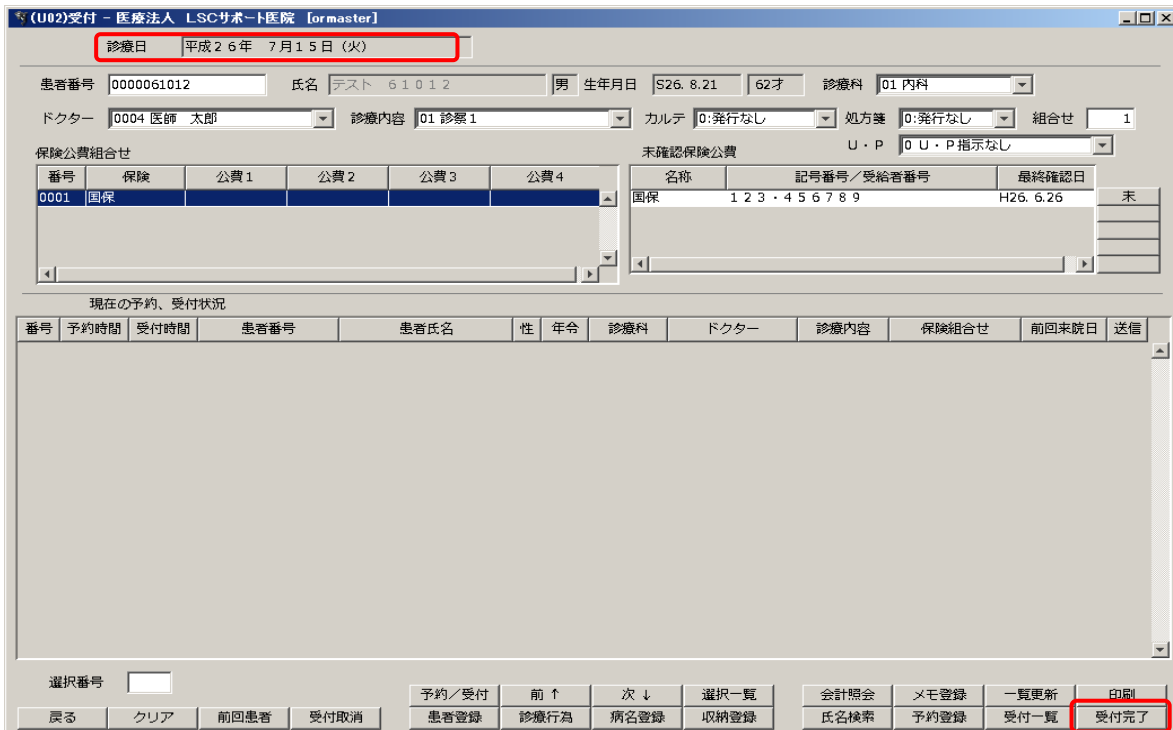 (U02)受付 - 医療法人 LSCサポート医院 [ormaster]
診療日 平成26年 7月15日(火)
患者番号 0000061012 氏名 テスト 61012 男 生年月日 S26. 8.21 62才 診療科 01 内科
ドクター 0004 医師 太郎 診療内容 01 診察1 カルテ 0:発行なし 処方箋 0:発行なし 組合せ 1
保険公費組合せ 未確認保険公費 U・P 0 U・P指示なし
番号 保険 公費1 公費2 公費3 公費4 名称 記号番号/受給者番号 最終確認日
0001 国保 国保 123・456789 H26. 6.26 未
現在の予約、受付状況
番号 予約時間 受付時間 患者番号 患者氏名 性 年令 診療科 ドクター 診療内容 保険組合せ 前回来院日 送信
選択番号
予約/受付 前 ↑ 次 ↓ 選択一覧 会計照会 メモ登録 一覧更新 印刷
戻る クリア 前回患者 受付取消 患者登録 診療行為 病名登録 収納登録 氏名検索 予約登録 受付一覧 受付完了